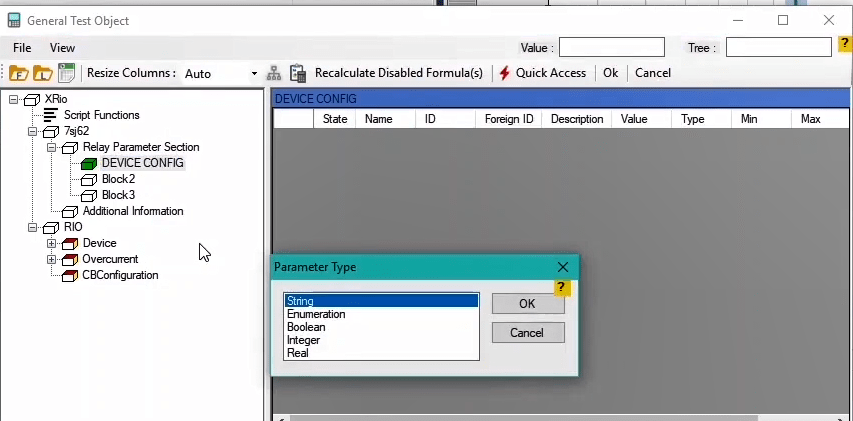 General Test Object
File View Value : Tree : ?
F L Resize Columns : Auto Recalculate Disabled Formula(s) Quick Access Ok Cancel
XRio
Script Functions
7sj62
Relay Parameter Section
DEVICE CONFIG
Block2
Block3
Additional Information
RIO
Device
Overcurrent
CBConfiguration
DEVICE CONFIG
State Name ID Foreign ID Description Value Type Min Max
Parameter Type
?
String
Enumeration
Boolean
Integer
Real
OK
Cancel